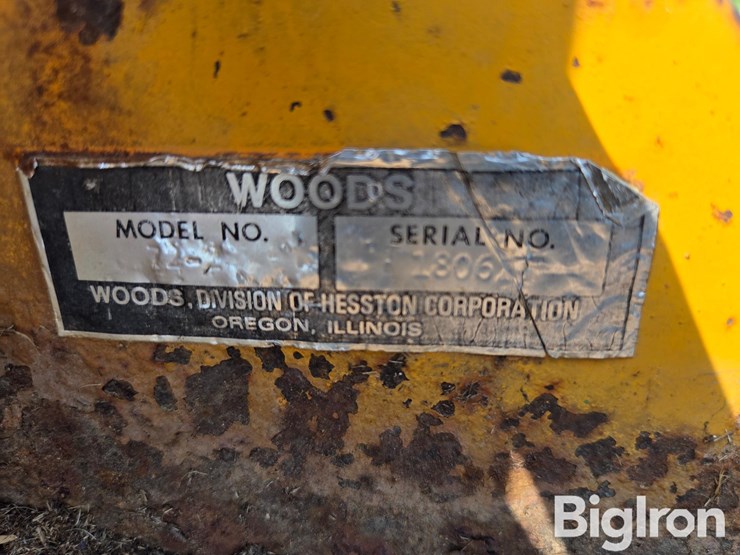 WOODS
MODEL NO.
SERIAL NO.
WOODS, DIVISION OF HESSTON CORPORATION
OREGON, ILLINOIS
BigIron